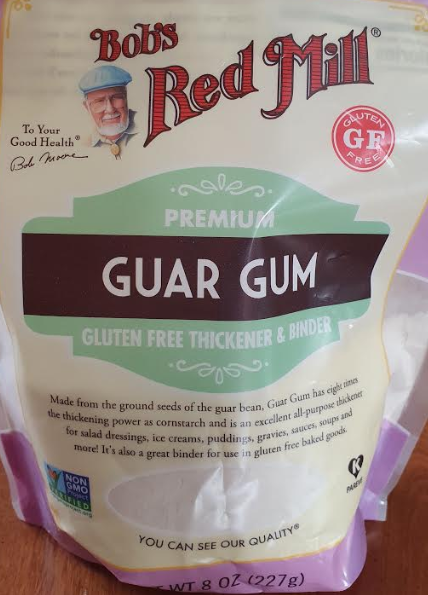 Bob's
Red Mill®
To Your
Good Health®
Bob Moore
GLUTEN
GF
FREE
PREMIUM
GUAR GUM
GLUTEN FREE THICKENER & BINDER
Made from the ground seeds of the guar bean, Guar Gum has eight times
the thickening power as cornstarch and is an excellent all-purpose thickener
for salad dressings, ice creams, puddings, gravies, sauces, soups and
more! It's also a great binder for use in gluten free baked goods.
NON
GMO
Project
VERIFIED
K
YOU CAN SEE OUR QUALITY®
WT 8 OZ (227g)